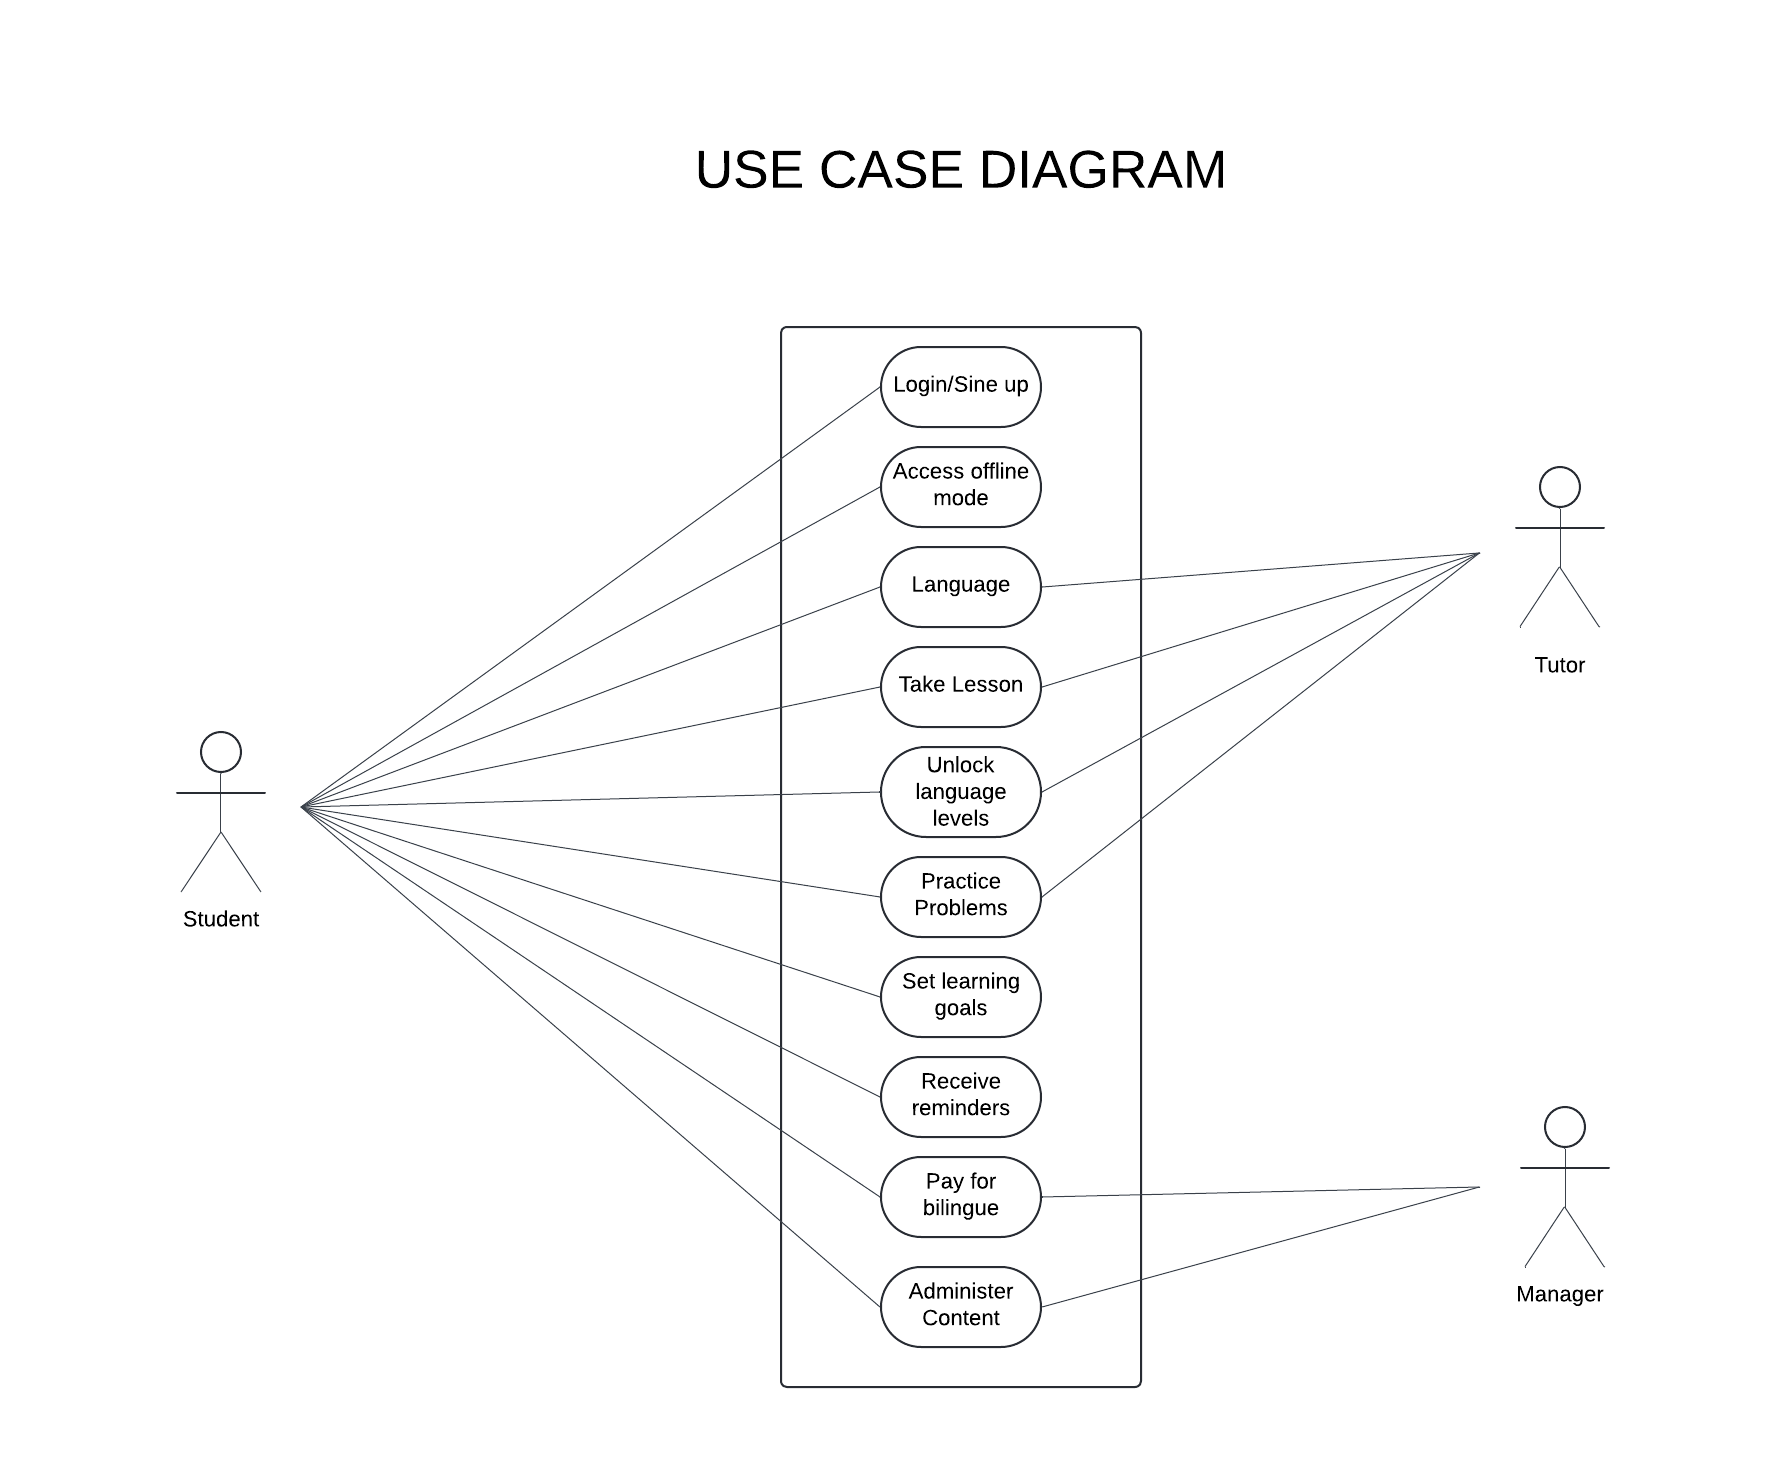 USE CASE DIAGRAM
Login/Sine up
Access offline
mode
Language
Take Lesson
Unlock
language
levels
Practice
Problems
Set learning
goals
Receive
reminders
Pay for
bilingue
Administer
Content
Student
Tutor
Manager